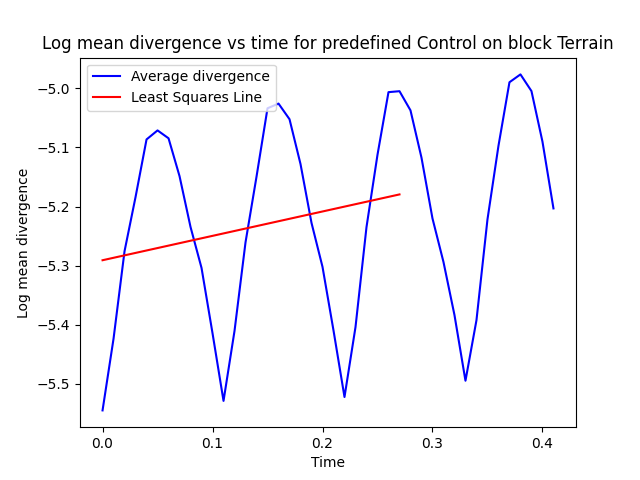 Log mean divergence vs time for predefined Control on block Terrain
Average divergence
Least Squares Line
−5.0
−5.1
−5.2
−5.3
−5.4
−5.5
Log mean divergence
0.0 0.1 0.2 0.3 0.4
Time